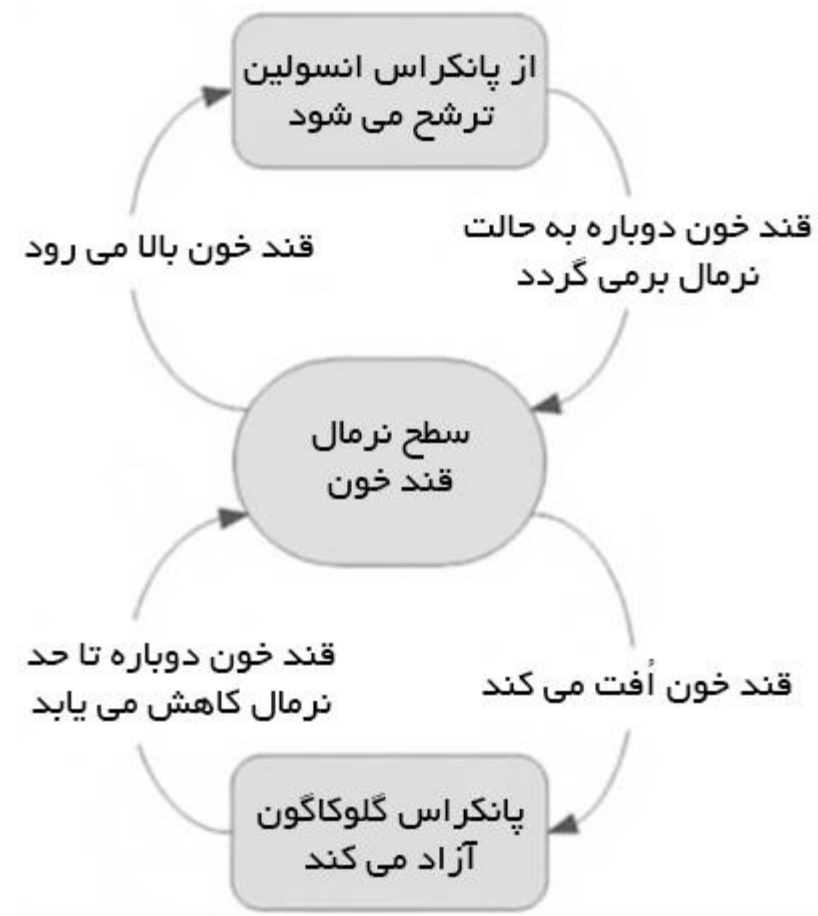 از پانکراس انسولین
ترشح می شود
قند خون بالا می رود
قند خون دوباره به حالت
نرمال برمی گردد
سطح نرمال
قند خون
قند خون دوباره تا حد
نرمال کاهش می یابد
قند خون اُفت می کند
پانکراس گلوکاگون
آزاد می کند